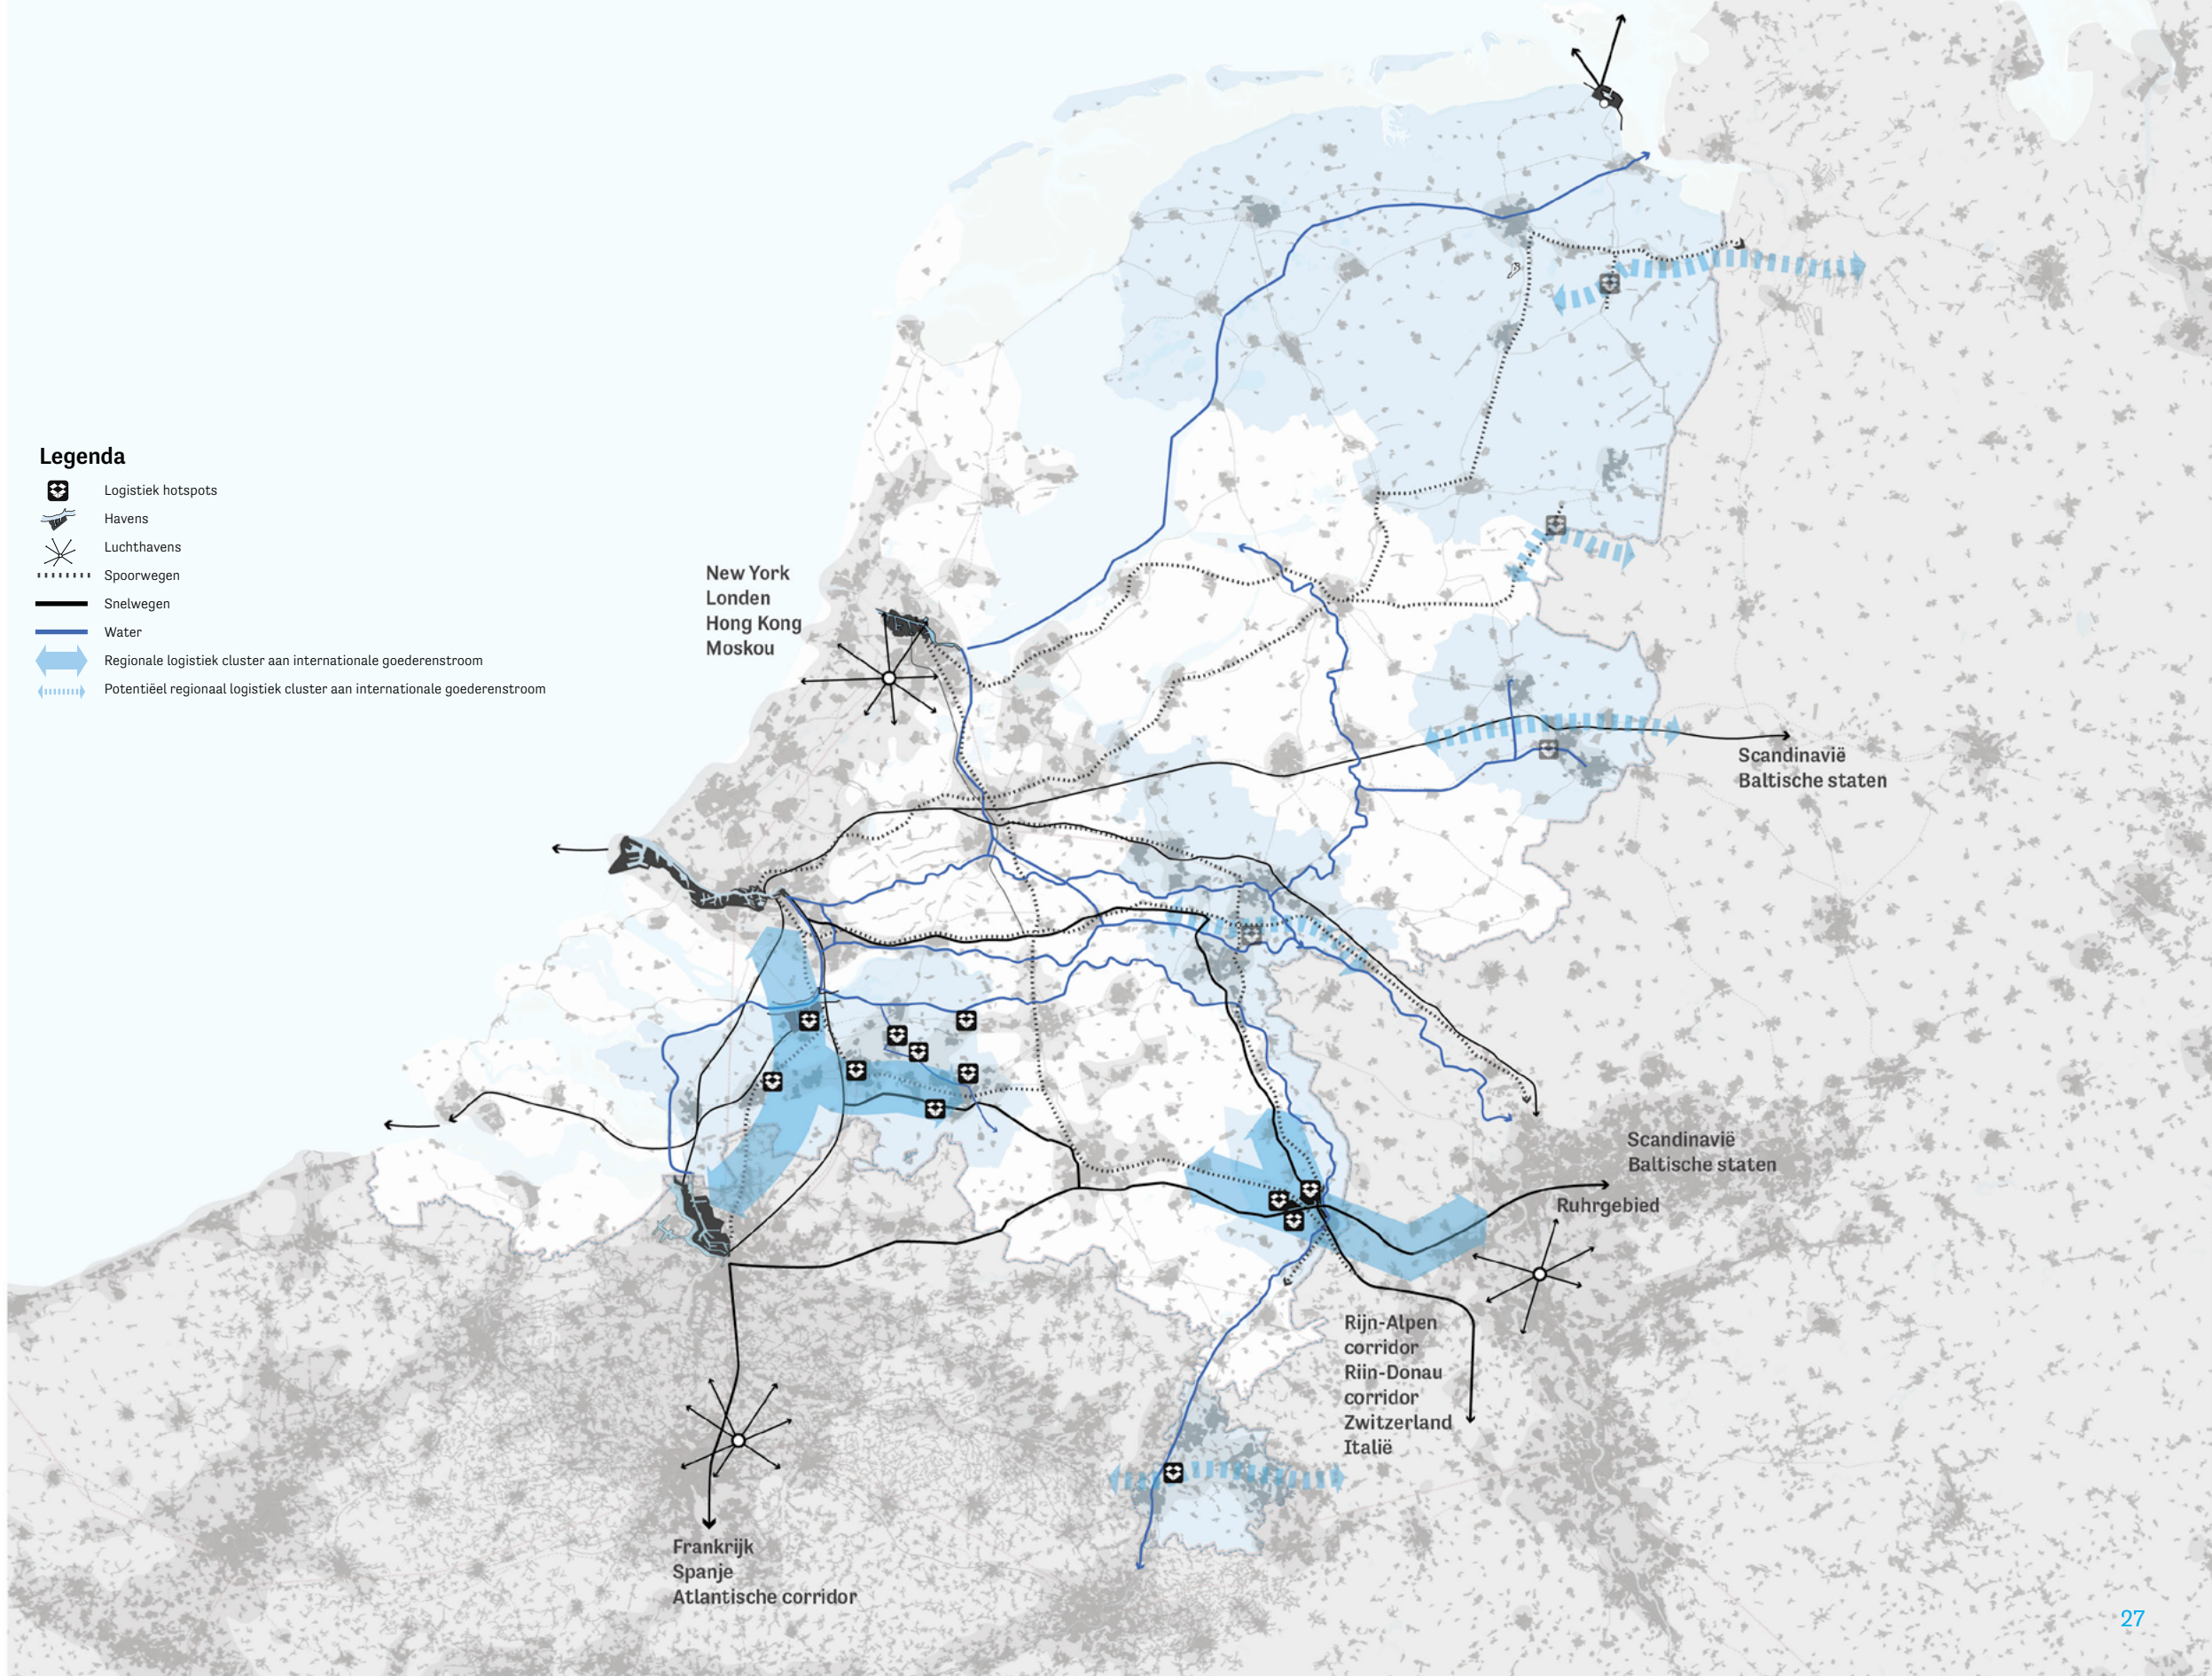 Legenda
Logistiek hotspots
Havens
Luchthavens
Spoorwegen
Snelwegen
Water
Regionale logistiek cluster aan internationale goederenstroom
Potentiëel regionaal logistiek cluster aan internationale goederenstroom
New York
Londen
Hong Kong
Moskou
Scandinavië
Baltische staten
Scandinavië
Baltische staten
Ruhrgebied
Rijn-Alpen
corridor
Riin-Donau
corridor
Zwitzerland
Italië
Frankrijk
Spanje
Atlantische corridor
27